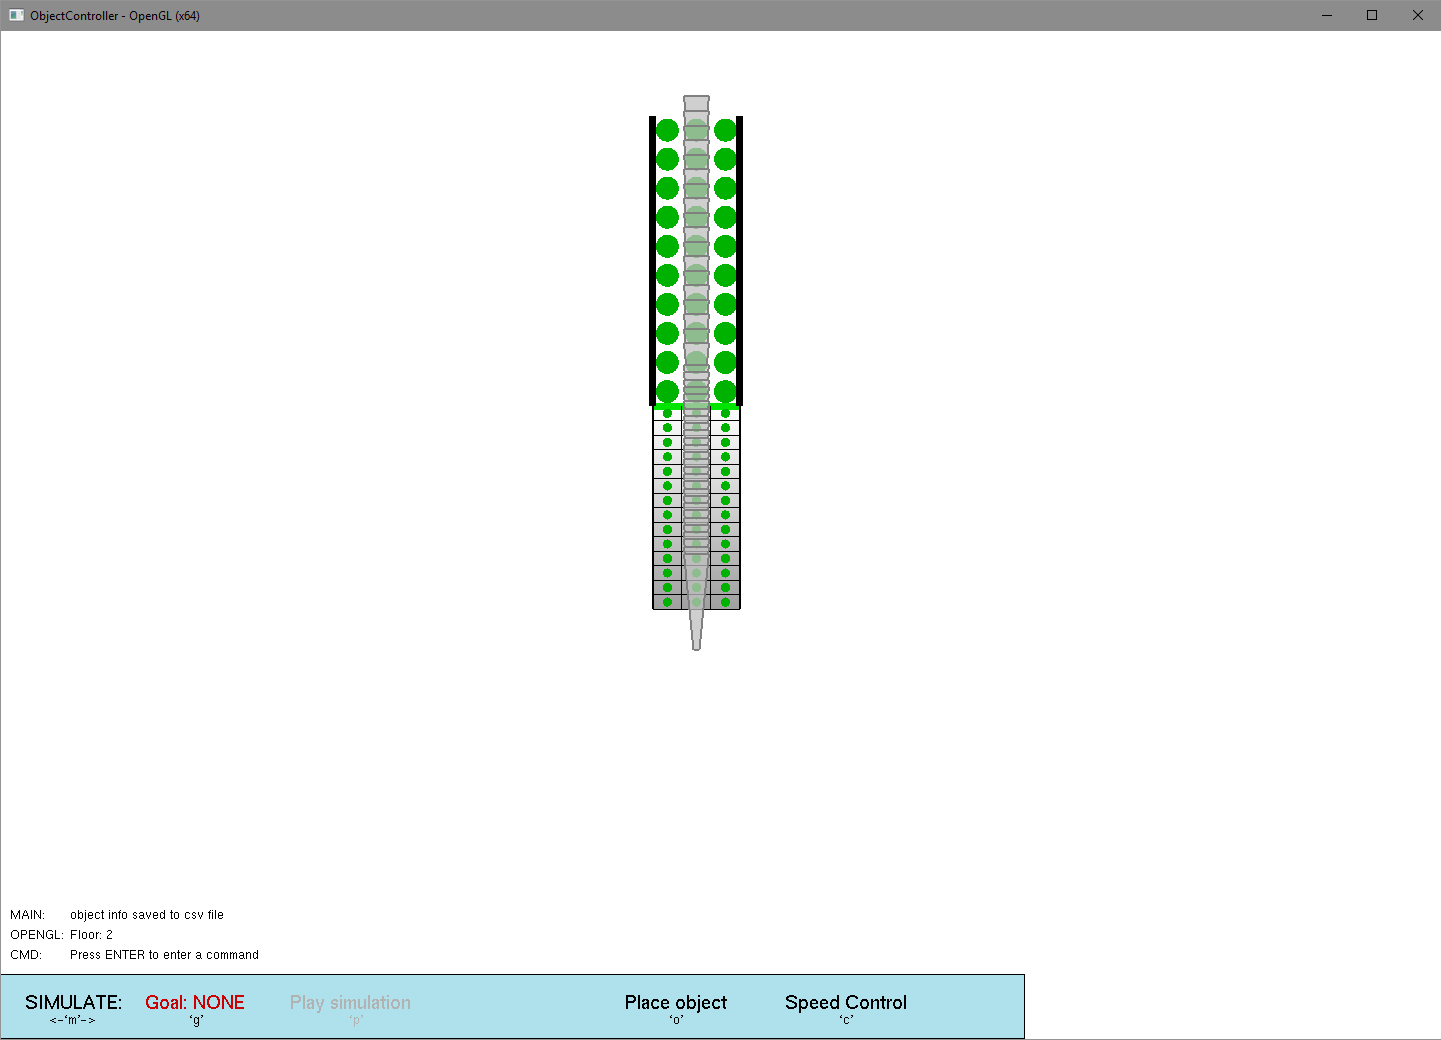 ObjectController - OpenGL (x64)
MAIN: object info saved to csv file
OPENGL: Floor: 2
CMD: Press ENTER to enter a command
SIMULATE: Goal: NONE Play simulation Place object Speed Control
<-'m'-> 'g' 'p' 'o' 'c'